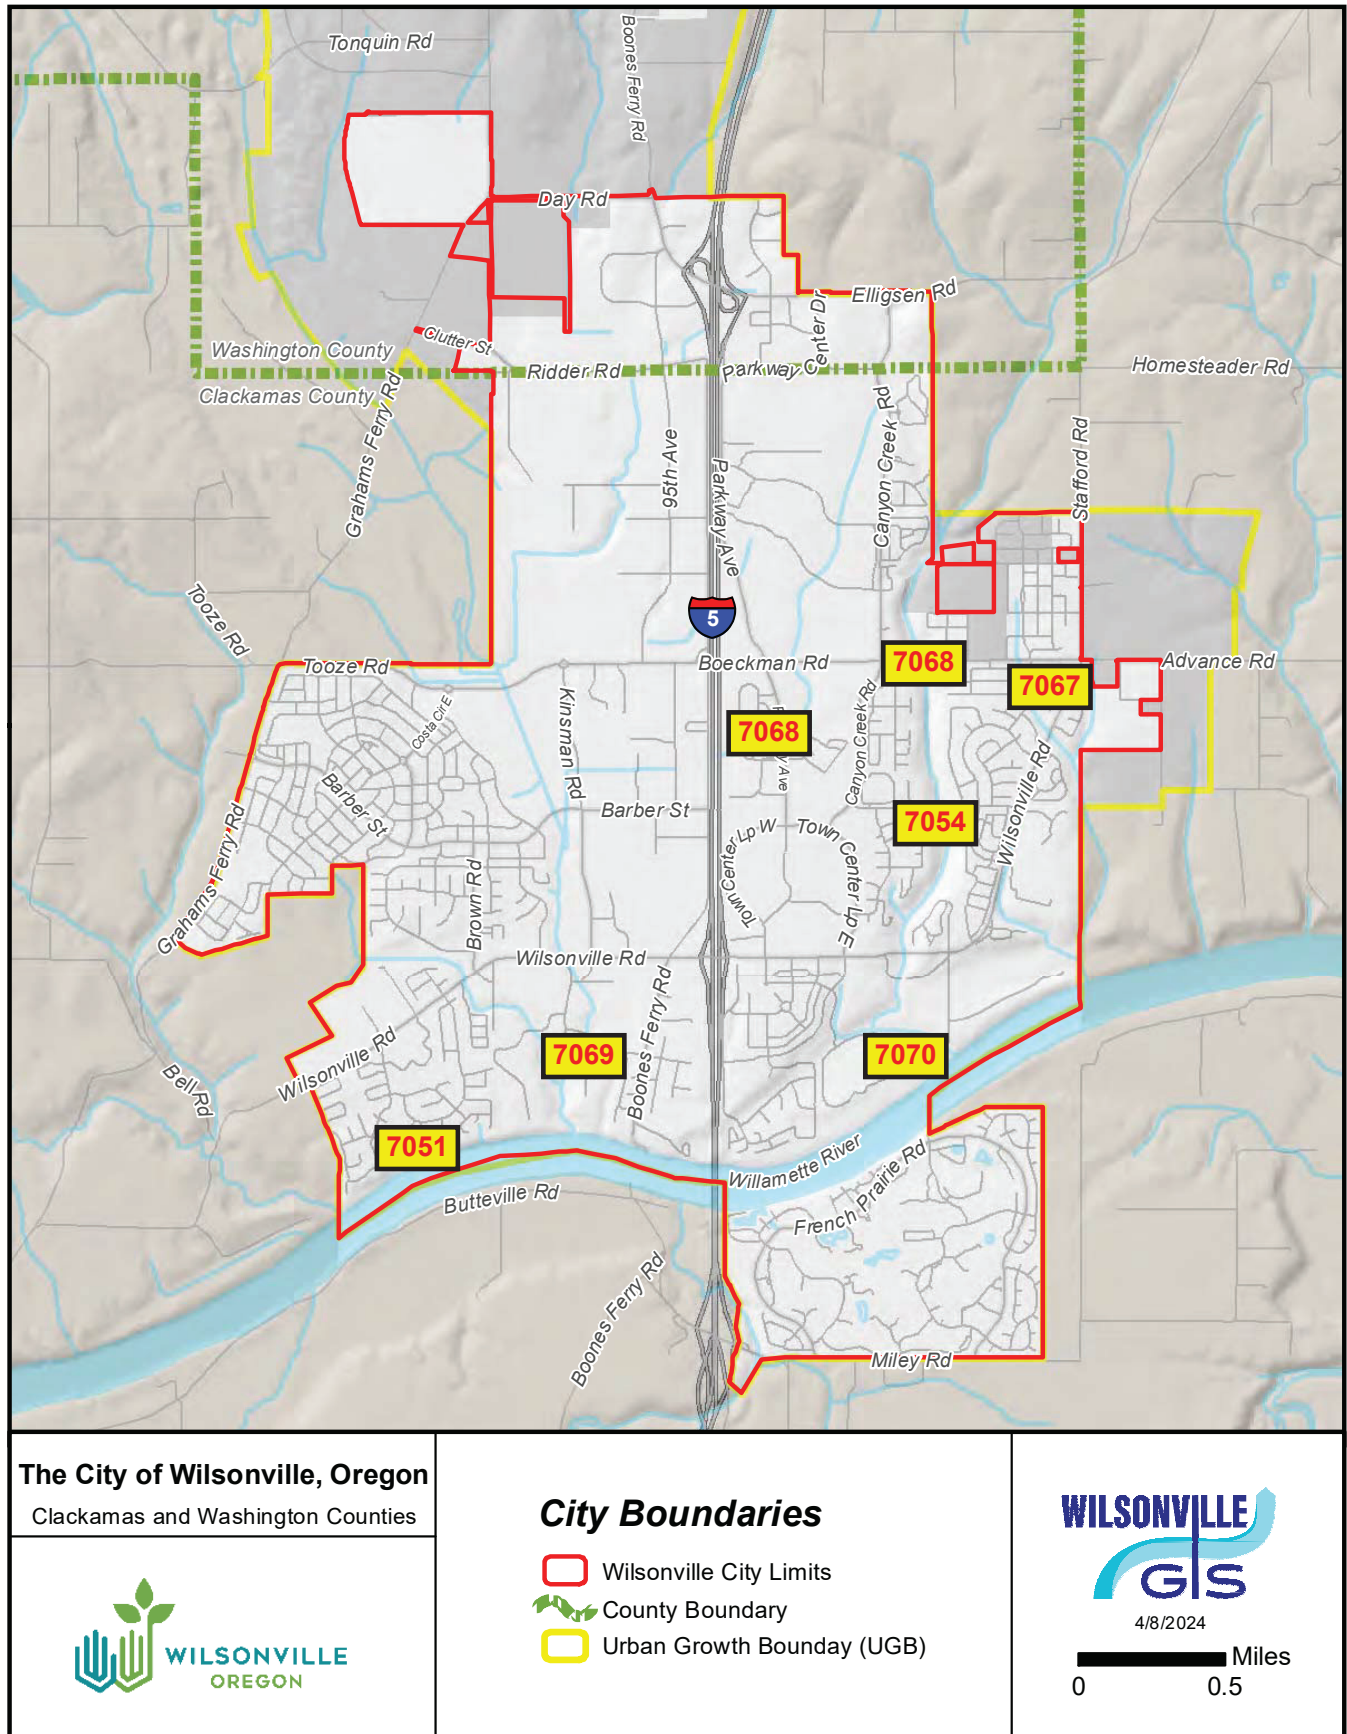 Tonquin Rd
Boones Ferry Rd
Day Rd
Elligsen Rd
Parkway Center Dr
Clutter St
Washington County
Clackamas County
Ridder Rd
Homesteader Rd
Grahams Ferry Rd
95th Ave
Parkway Ave
Canyon Creek Rd
Stafford Rd
5
Tooze Rd
Tooze Rd
Boeckman Rd
7068
7067
Advance Rd
Costa Cir E
Kinsman Rd
7068
Canyon Creek Rd
Wilsonville Rd
Barber St
Barber St
7054
Town Center Lp W
Town Center Lp E
Grahams Ferry Rd
Brown Rd
Wilsonville Rd
Boones Ferry Rd
Wilsonville Rd
7069
7070
Bell Rd
7051
Willamette River
French Prairie Rd
Butteville Rd
Boones Ferry Rd
Miley Rd
The City of Wilsonville, Oregon
Clackamas and Washington Counties
WILSONVILLE
OREGON
City Boundaries
Wilsonville City Limits
County Boundary
Urban Growth Bounday (UGB)
WILSONVILLE
GIS
4/8/2024
Miles
0 0.5